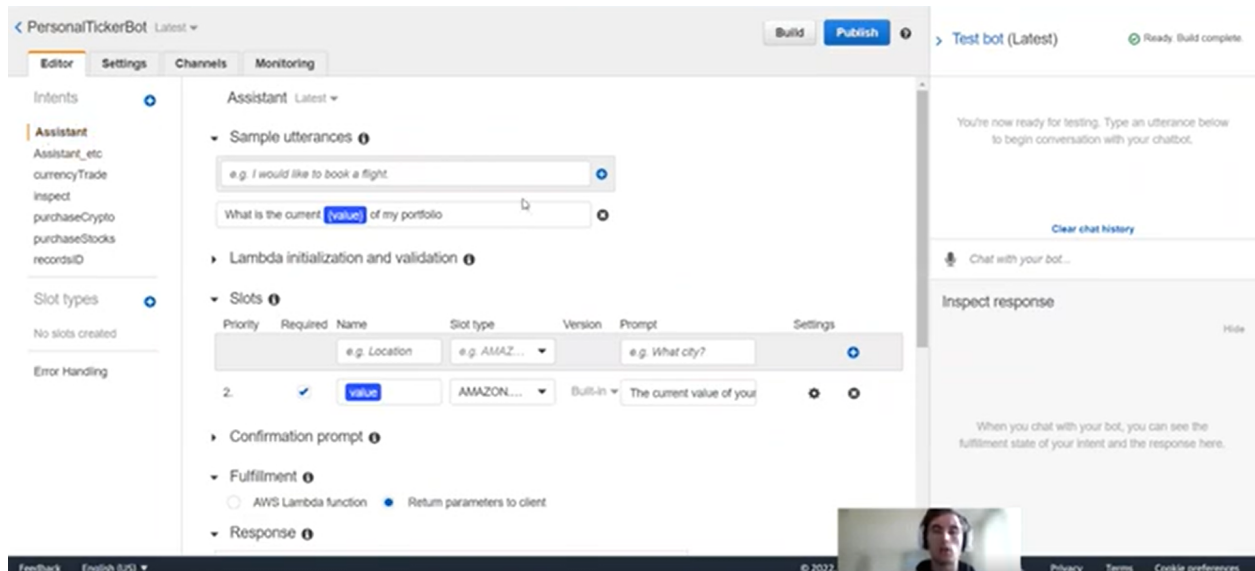 PersonalTickerBot Latest
Build
Publish
Test bot (Latest)
Ready. Build complete.
Editor
Settings
Channels
Monitoring
Intents
Assistant
Assistant_etc
currencyTrade
inspect
purchaseCrypto
purchaseStocks
recordsID
Slot types
No slots created
Error Handling
Assistant Latest
Sample utterances
e.g. I would like to book a flight.
What is the current {value} of my portfolio
Lambda initialization and validation
Slots
Priority Required Name Slot type Version Prompt Settings
e.g. Location e.g. AMAZ... e.g. What city?
2. value AMAZON.... Built-in The current value of your
Confirmation prompt
Fulfillment
AWS Lambda function Return parameters to client
Response
You're now ready for testing. Type an utterance below
to begin conversation with your chatbot.
Clear chat history
Chat with your bot...
Inspect response
Hide
When you chat with your bot, you can see the
fulfillment state of your intent and the response here.
Feedback English (US) © 2022 Privacy Terms Cookie preferences